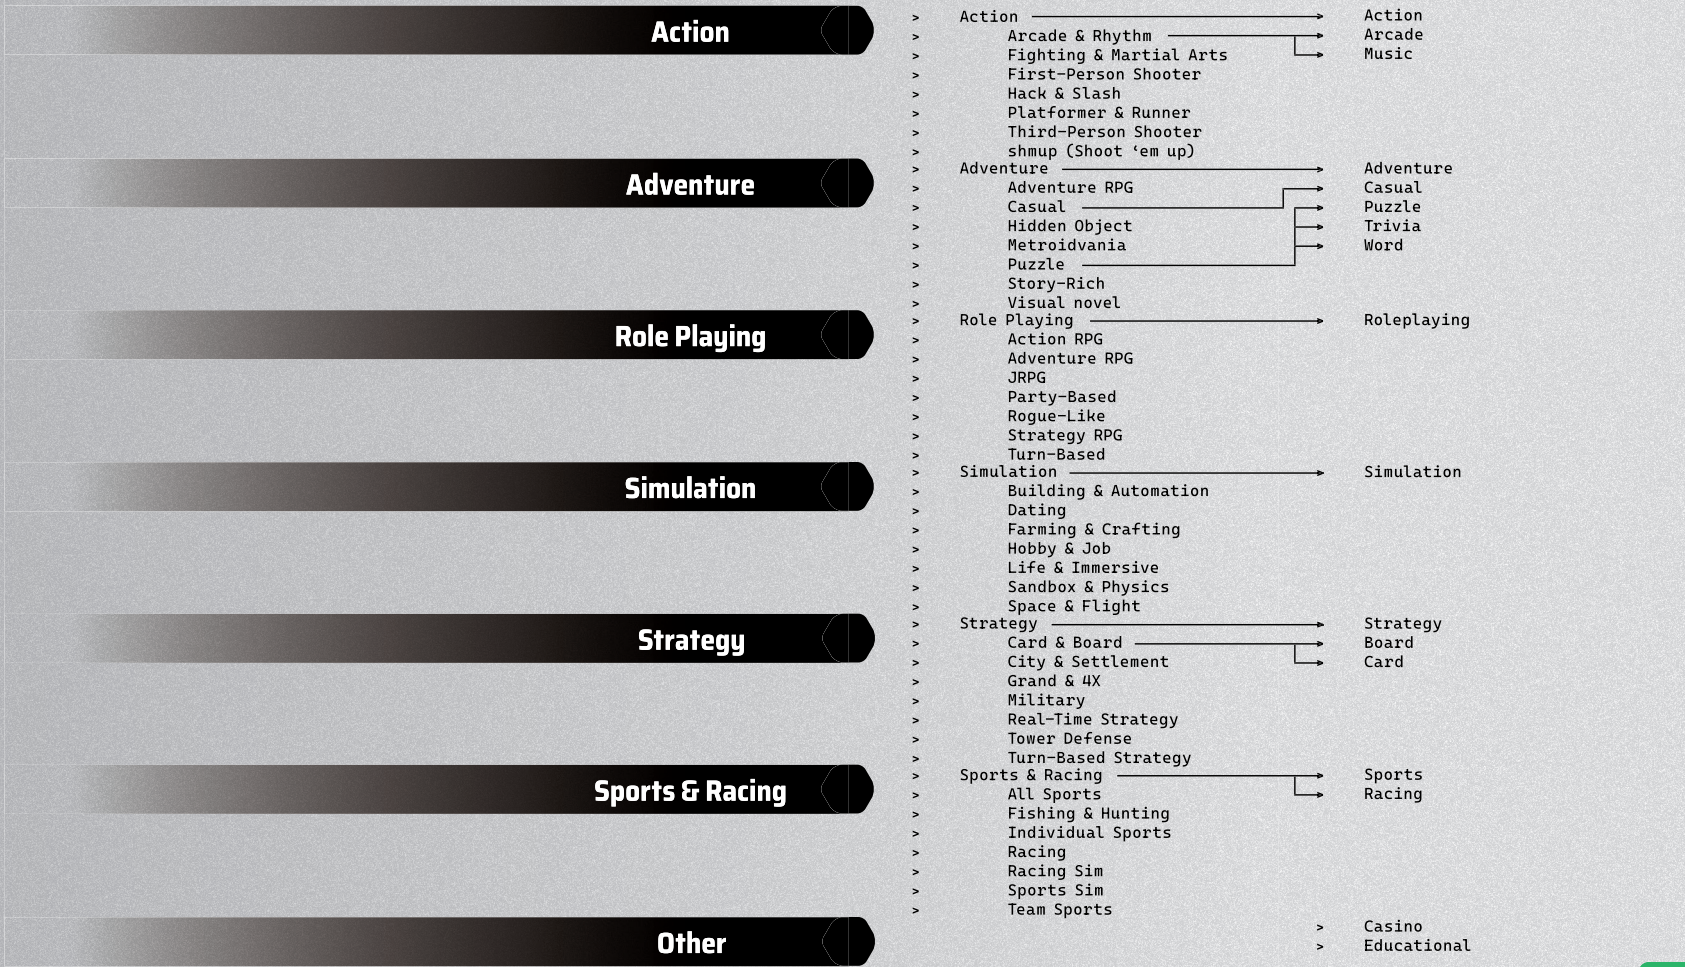 Action
> Action → Action
> Arcade & Rhythm → Arcade
> Fighting & Martial Arts → Music
> First-Person Shooter
> Hack & Slash
> Platformer & Runner
> Third-Person Shooter
> shmup (Shoot ‘em up)
Adventure
> Adventure → Adventure
> Adventure RPG → Casual
> Casual → Puzzle
> Hidden Object → Trivia
> Metroidvania → Word
> Puzzle
> Story-Rich
> Visual novel
Role Playing
> Role Playing → Roleplaying
> Action RPG
> Adventure RPG
> JRPG
> Party-Based
> Rogue-Like
> Strategy RPG
> Turn-Based
Simulation
> Simulation → Simulation
> Building & Automation
> Dating
> Farming & Crafting
> Hobby & Job
> Life & Immersive
> Sandbox & Physics
> Space & Flight
Strategy
> Strategy → Strategy
> Card & Board → Board
> City & Settlement → Card
> Grand & 4X
> Military
> Real-Time Strategy
> Tower Defense
> Turn-Based Strategy
Sports & Racing
> Sports & Racing → Sports
> All Sports → Racing
> Fishing & Hunting
> Individual Sports
> Racing
> Racing Sim
> Sports Sim
> Team Sports
Other
> Casino
> Educational